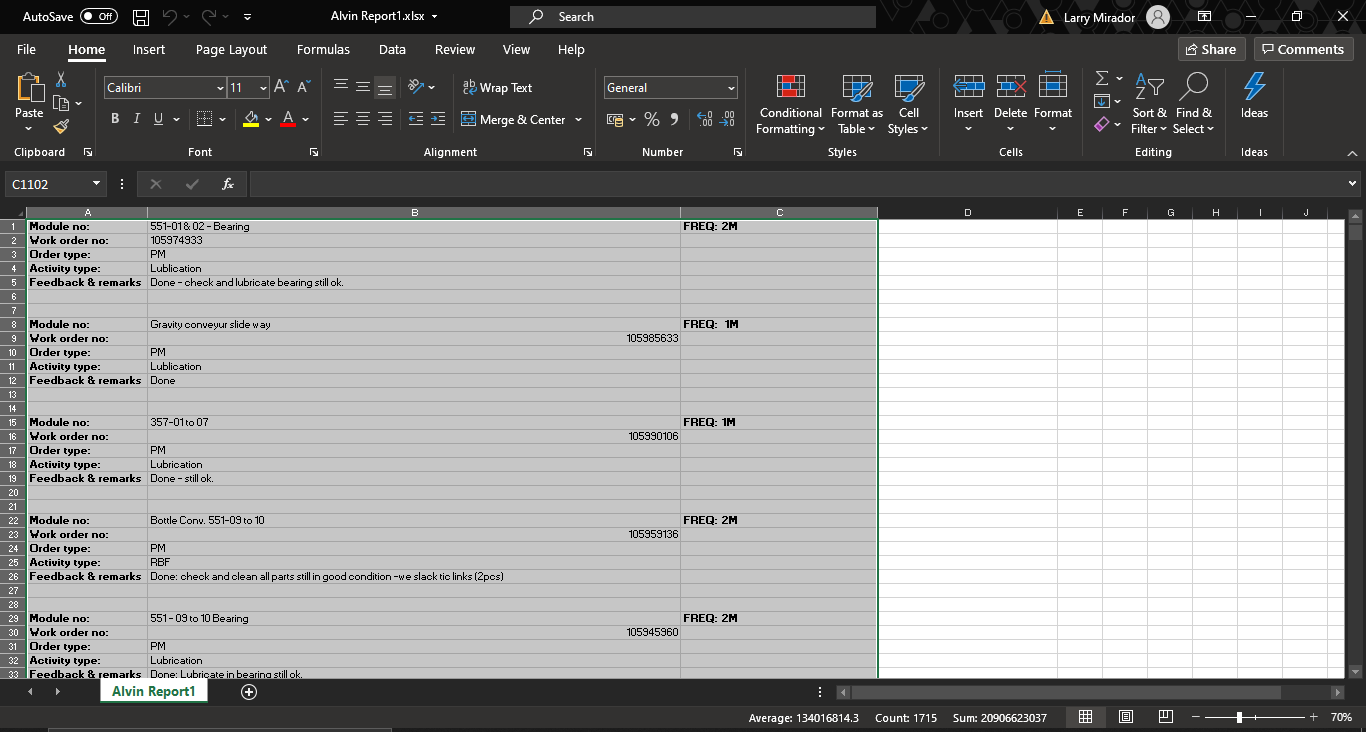 AutoSave Off Alvin Report1.xlsx Search Larry Mirador
File Home Insert Page Layout Formulas Data Review View Help Share Comments
Calibri 11 Wrap Text General
Paste B I U Merge & Center % Conditional Formatting Format as Table Cell Styles Insert Delete Format Sort & Filter Find & Select Ideas
Clipboard Font Alignment Number Styles Cells Editing Ideas
C1102 fx
A B C D E F G H I J
1 Module no: 551-01 & 02 - Bearing FREQ: 2M
2 Work order no: 105974933
3 Order type: PM
4 Activity type: Lublication
5 Feedback & remarks Done - check and lubricate bearing still ok.
6
7
8 Module no: Gravity conveyur slide way FREQ: 1M
9 Work order no: 105985633
10 Order type: PM
11 Activity type: Lublication
12 Feedback & remarks Done
13
14
15 Module no: 357-01 to 07 FREQ: 1M
16 Work order no: 105990106
17 Order type: PM
18 Activity type: Lubrication
19 Feedback & remarks Done - still ok.
20
21
22 Module no: Bottle Conv. 551-09 to 10 FREQ: 2M
23 Work order no: 105959136
24 Order type: PM
25 Activity type: RBF
26 Feedback & remarks Done: check and clean all parts still in good condition -we slack tic links (2pcs)
27
28
29 Module no: 551 - 09 to 10 Bearing FREQ: 2M
30 Work order no: 105945960
31 Order type: PM
32 Activity type: Lubrication
33 Feedback & remarks Done: Lubricate in bearing still ok.
Alvin Report1
Average: 134016814.3 Count: 1715 Sum: 20906623037 70%